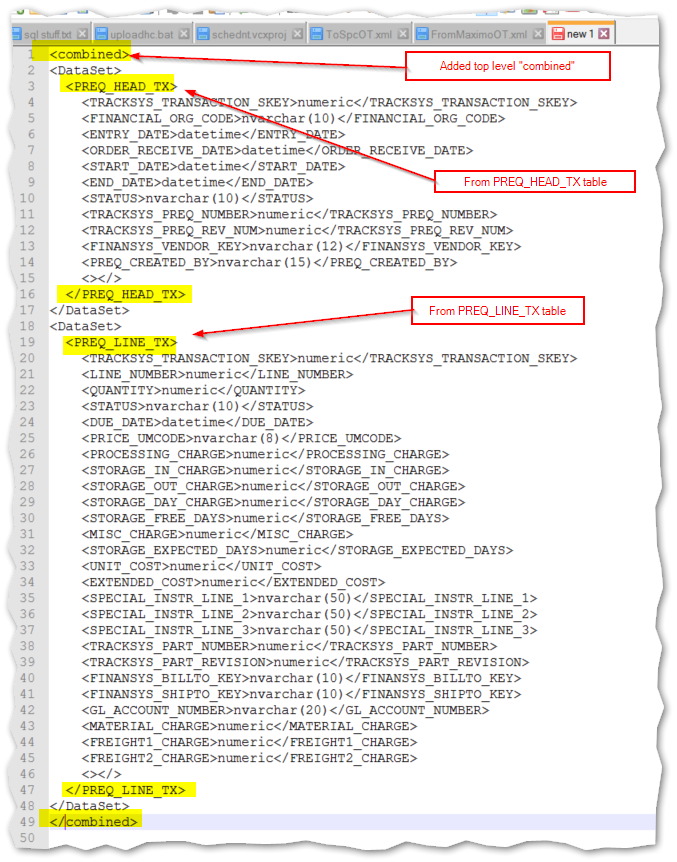 sql stuff.txt uploadhc.bat schednt.vcxproj ToSpcOT.xml FromMaximoOT.xml new 1
1 <combined>
Added top level "combined"
2 <DataSet>
3 <PREQ_HEAD_TX>
4 <TRACKSYS_TRANSACTION_SKEY>numeric</TRACKSYS_TRANSACTION_SKEY>
5 <FINANCIAL_ORG_CODE>nvarchar(10)</FINANCIAL_ORG_CODE>
6 <ENTRY_DATE>datetime</ENTRY_DATE>
7 <ORDER_RECEIVE_DATE>datetime</ORDER_RECEIVE_DATE>
8 <START_DATE>datetime</START_DATE>
9 <END_DATE>datetime</END_DATE>
From PREQ_HEAD_TX table
10 <STATUS>nvarchar(10)</STATUS>
11 <TRACKSYS_PREQ_NUMBER>numeric</TRACKSYS_PREQ_NUMBER>
12 <TRACKSYS_PREQ_REV_NUM>numeric</TRACKSYS_PREQ_REV_NUM>
13 <FINANSYS_VENDOR_KEY>nvarchar(12)</FINANSYS_VENDOR_KEY>
14 <PREQ_CREATED_BY>nvarchar(15)</PREQ_CREATED_BY>
15 <></>
16 </PREQ_HEAD_TX>
17 </DataSet>
From PREQ_LINE_TX table
18 <DataSet>
19 <PREQ_LINE_TX>
20 <TRACKSYS_TRANSACTION_SKEY>numeric</TRACKSYS_TRANSACTION_SKEY>
21 <LINE_NUMBER>numeric</LINE_NUMBER>
22 <QUANTITY>numeric</QUANTITY>
23 <STATUS>nvarchar(10)</STATUS>
24 <DUE_DATE>datetime</DUE_DATE>
25 <PRICE_UMCODE>nvarchar(8)</PRICE_UMCODE>
26 <PROCESSING_CHARGE>numeric</PROCESSING_CHARGE>
27 <STORAGE_IN_CHARGE>numeric</STORAGE_IN_CHARGE>
28 <STORAGE_OUT_CHARGE>numeric</STORAGE_OUT_CHARGE>
29 <STORAGE_DAY_CHARGE>numeric</STORAGE_DAY_CHARGE>
30 <STORAGE_FREE_DAYS>numeric</STORAGE_FREE_DAYS>
31 <MISC_CHARGE>numeric</MISC_CHARGE>
32 <STORAGE_EXPECTED_DAYS>numeric</STORAGE_EXPECTED_DAYS>
33 <UNIT_COST>numeric</UNIT_COST>
34 <EXTENDED_COST>numeric</EXTENDED_COST>
35 <SPECIAL_INSTR_LINE_1>nvarchar(50)</SPECIAL_INSTR_LINE_1>
36 <SPECIAL_INSTR_LINE_2>nvarchar(50)</SPECIAL_INSTR_LINE_2>
37 <SPECIAL_INSTR_LINE_3>nvarchar(50)</SPECIAL_INSTR_LINE_3>
38 <TRACKSYS_PART_NUMBER>numeric</TRACKSYS_PART_NUMBER>
39 <TRACKSYS_PART_REVISION>numeric</TRACKSYS_PART_REVISION>
40 <FINANSYS_BILLTO_KEY>nvarchar(10)</FINANSYS_BILLTO_KEY>
41 <FINANSYS_SHIPTO_KEY>nvarchar(10)</FINANSYS_SHIPTO_KEY>
42 <GL_ACCOUNT_NUMBER>nvarchar(20)</GL_ACCOUNT_NUMBER>
43 <MATERIAL_CHARGE>numeric</MATERIAL_CHARGE>
44 <FREIGHT1_CHARGE>numeric</FREIGHT1_CHARGE>
45 <FREIGHT2_CHARGE>numeric</FREIGHT2_CHARGE>
46 <></>
47 </PREQ_LINE_TX>
48 </DataSet>
49 </combined>
50